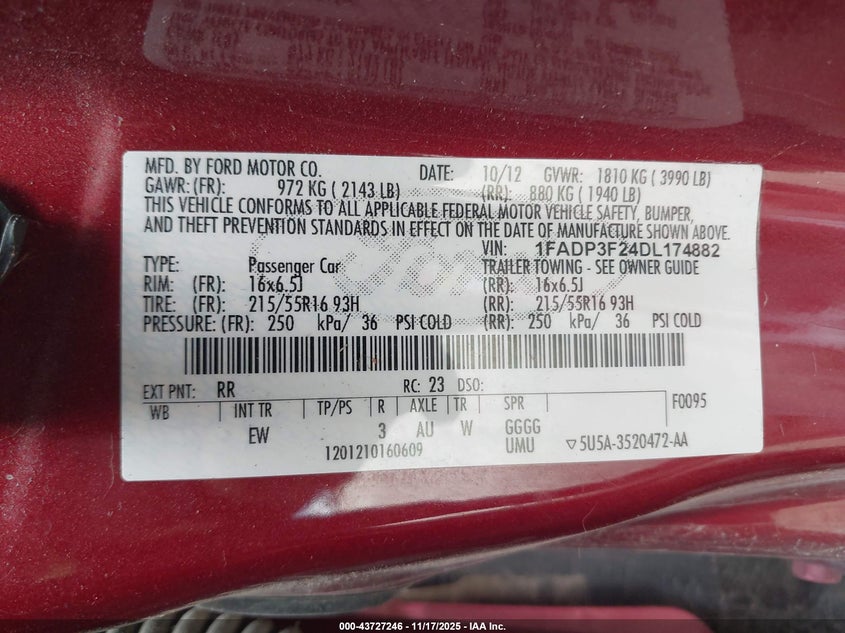 MFD. BY FORD MOTOR CO. DATE: 10/12 GVWR: 1810 KG ( 3990 LB)
GAWR: (FR): 972 KG ( 2143 LB) (RR): 880 KG ( 1940 LB)
THIS VEHICLE CONFORMS TO ALL APPLICABLE FEDERAL MOTOR VEHICLE SAFETY, BUMPER,
AND THEFT PREVENTION STANDARDS IN EFFECT ON THE DATE OF MANUFACTURE SHOWN ABOVE.
VIN: 1FADP3F24DL174882
TYPE: Passenger Car TRAILER TOWING - SEE OWNER GUIDE
RIM: (FR): 16x6.5J (RR): 16x6.5J
TIRE: (FR): 215/55R16 93H (RR): 215/55R16 93H
PRESSURE: (FR): 250 kPa/ 36 PSI COLD (RR): 250 kPa/ 36 PSI COLD
EXT PNT: RR RC: 23 DSO:
WB INT TR TP/PS R AXLE TR SPR F0095
EW 3 AU W GGGG
1201210160609 UMU ▽5U5A-3520472-AA
Ford
000-43727246 - 11/17/2025 - IAA Inc.